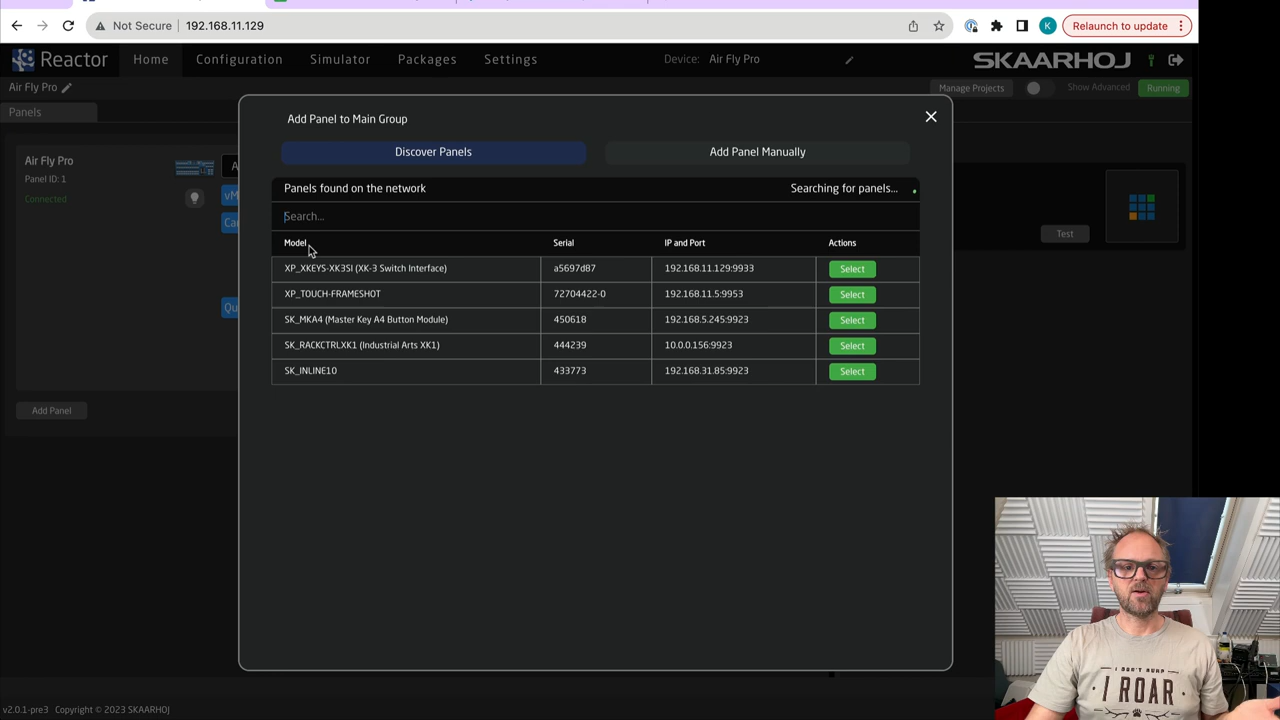 Not Secure 192.168.11.129
K
Relaunch to update
Reactor Home Configuration Simulator Packages Settings Device: Air Fly Pro SKAARHOJ
Air Fly Pro Manage Projects Show Advanced Running
Panels
Air Fly Pro
Panel ID: 1
Connected
A
vM
Ca
Qu
Add Panel
Test
Add Panel to Main Group
Discover Panels Add Panel Manually
Panels found on the network Searching for panels...
Search...
Model Serial IP and Port Actions
XP_XKEYS-XK3SI (XK-3 Switch Interface) a5697d87 192.168.11.129:9933 Select
XP_TOUCH-FRAMESHOT 72704422-0 192.168.11.5:9953 Select
SK_MKA4 (Master Key A4 Button Module) 450618 192.168.5.245:9923 Select
SK_RACKCTRLXK1 (Industrial Arts XK1) 444239 10.0.0.156:9923 Select
SK_INLINE10 433773 192.168.31.85:9923 Select
I DON'T PURR
I ROAR
v2.0.1-pre3 Copyright © 2023 SKAARHOJ